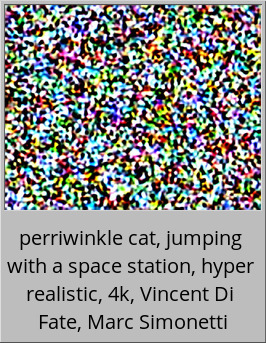 perriwinkle cat, jumping
with a space station, hyper
realistic, 4k, Vincent Di
Fate, Marc Simonetti